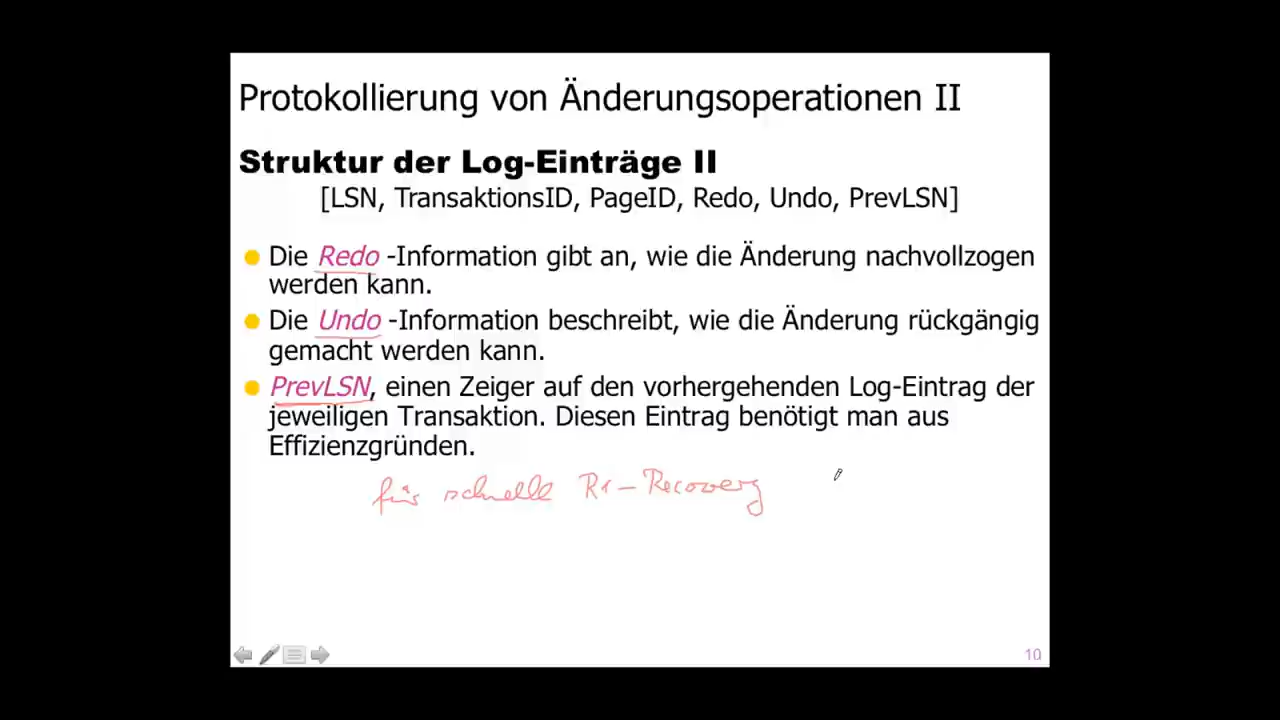 Protokollierung von Änderungsoperationen II
Struktur der Log-Einträge II
[LSN, TransaktionsID, PageID, Redo, Undo, PrevLSN]
Die Redo -Information gibt an, wie die Änderung nachvollzogen
werden kann.
Die Undo -Information beschreibt, wie die Änderung rückgängig
gemacht werden kann.
PrevLSN, einen Zeiger auf den vorhergehenden Log-Eintrag der
jeweiligen Transaktion. Diesen Eintrag benötigt man aus
Effizienzgründen.
für schnelle R1-Recovery
10